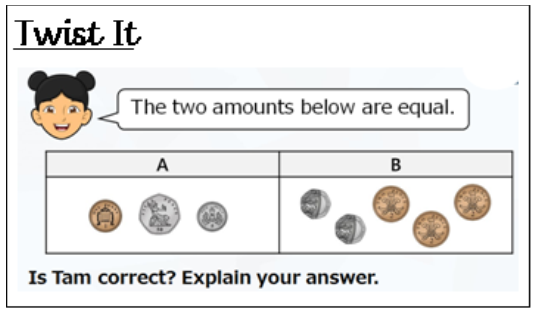 Twist It
The two amounts below are equal.
A B
Is Tam correct? Explain your answer.